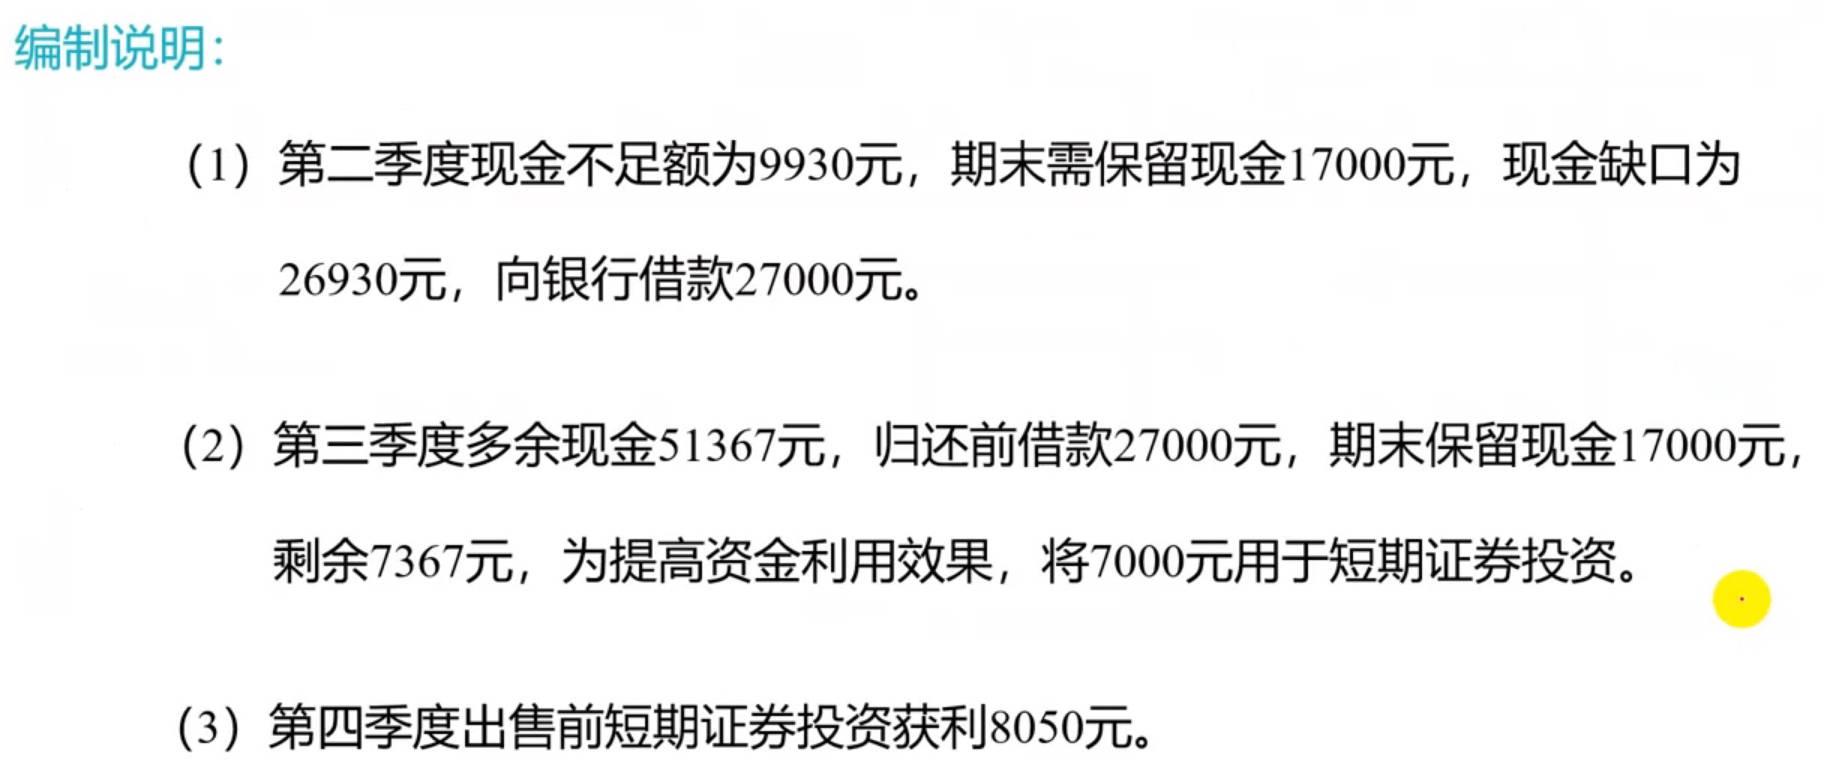 编制说明：
（1）第二季度现金不足额为9930元，期末需保留现金17000元，现金缺口为
26930元，向银行借款27000元。
（2）第三季度多余现金51367元，归还前借款27000元，期末保留现金17000元，
剩余7367元，为提高资金利用效果，将7000元用于短期证券投资。
（3）第四季度出售前短期证券投资获利8050元。